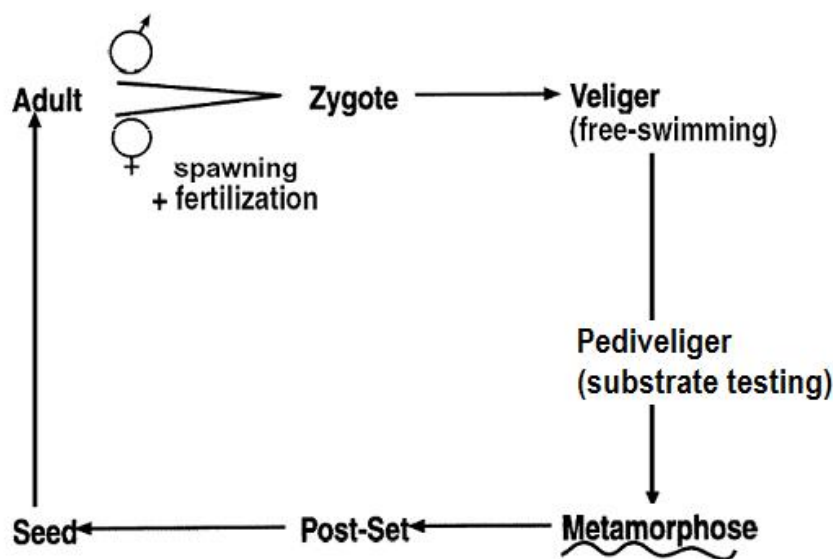 Adult
Zygote
Veliger
(free-swimming)
spawning
+ fertilization
Pediveliger
(substrate testing)
Metamorphose
Post-Set
Seed